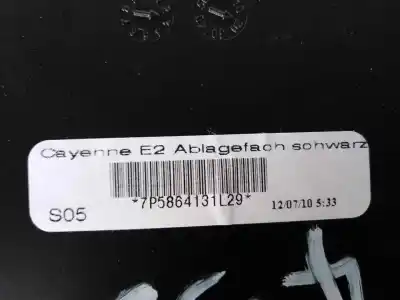 Cayenne E2 Ablagefach schwarz
*7P5864131L29*
S05
12/07/10 5:33